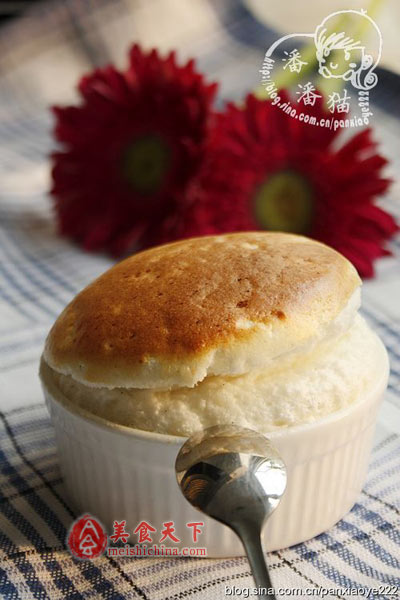 潘
潘
猫
http://blog.sina.com.cn/panxiaoye222
美食天下
meishichina.com
blog.sina.com.cn/panxiaoye222